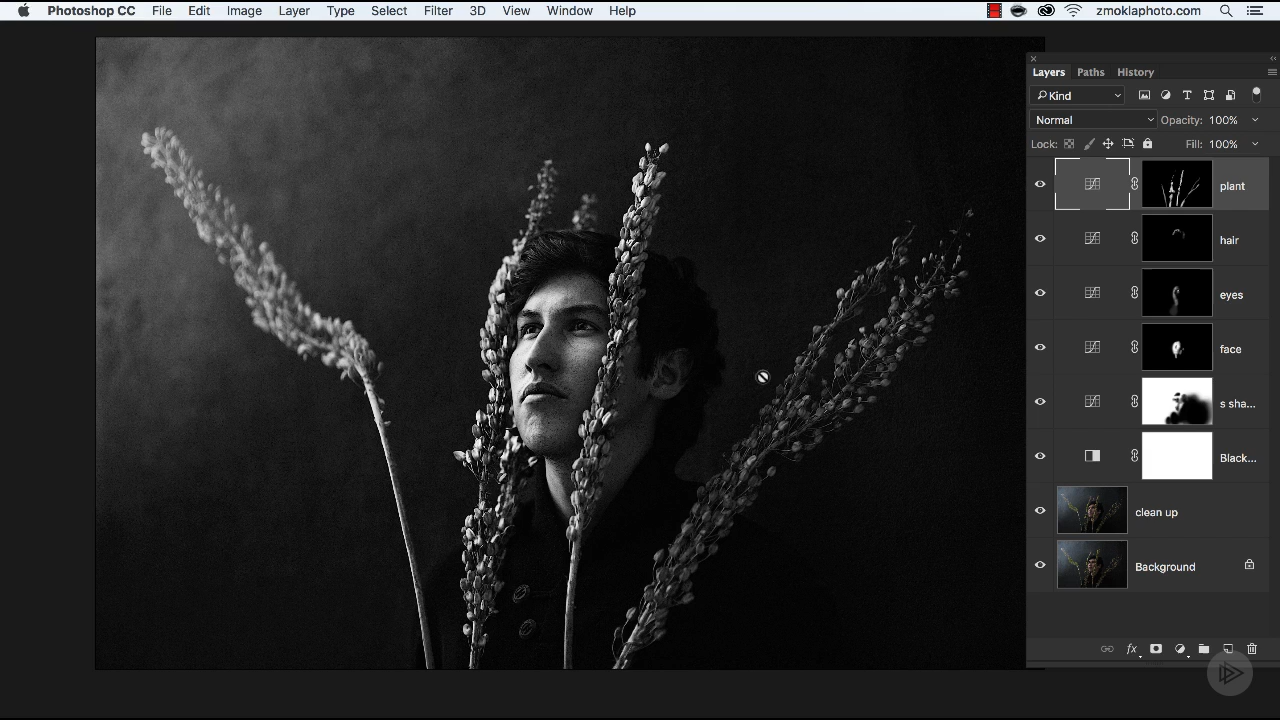 Photoshop CC File Edit Image Layer Type Select Filter 3D View Window Help zmoklaphoto.com
Layers Paths History
Kind
Normal Opacity: 100%
Lock: Fill: 100%
plant
hair
eyes
face
s sha...
Black...
clean up
Background
fx